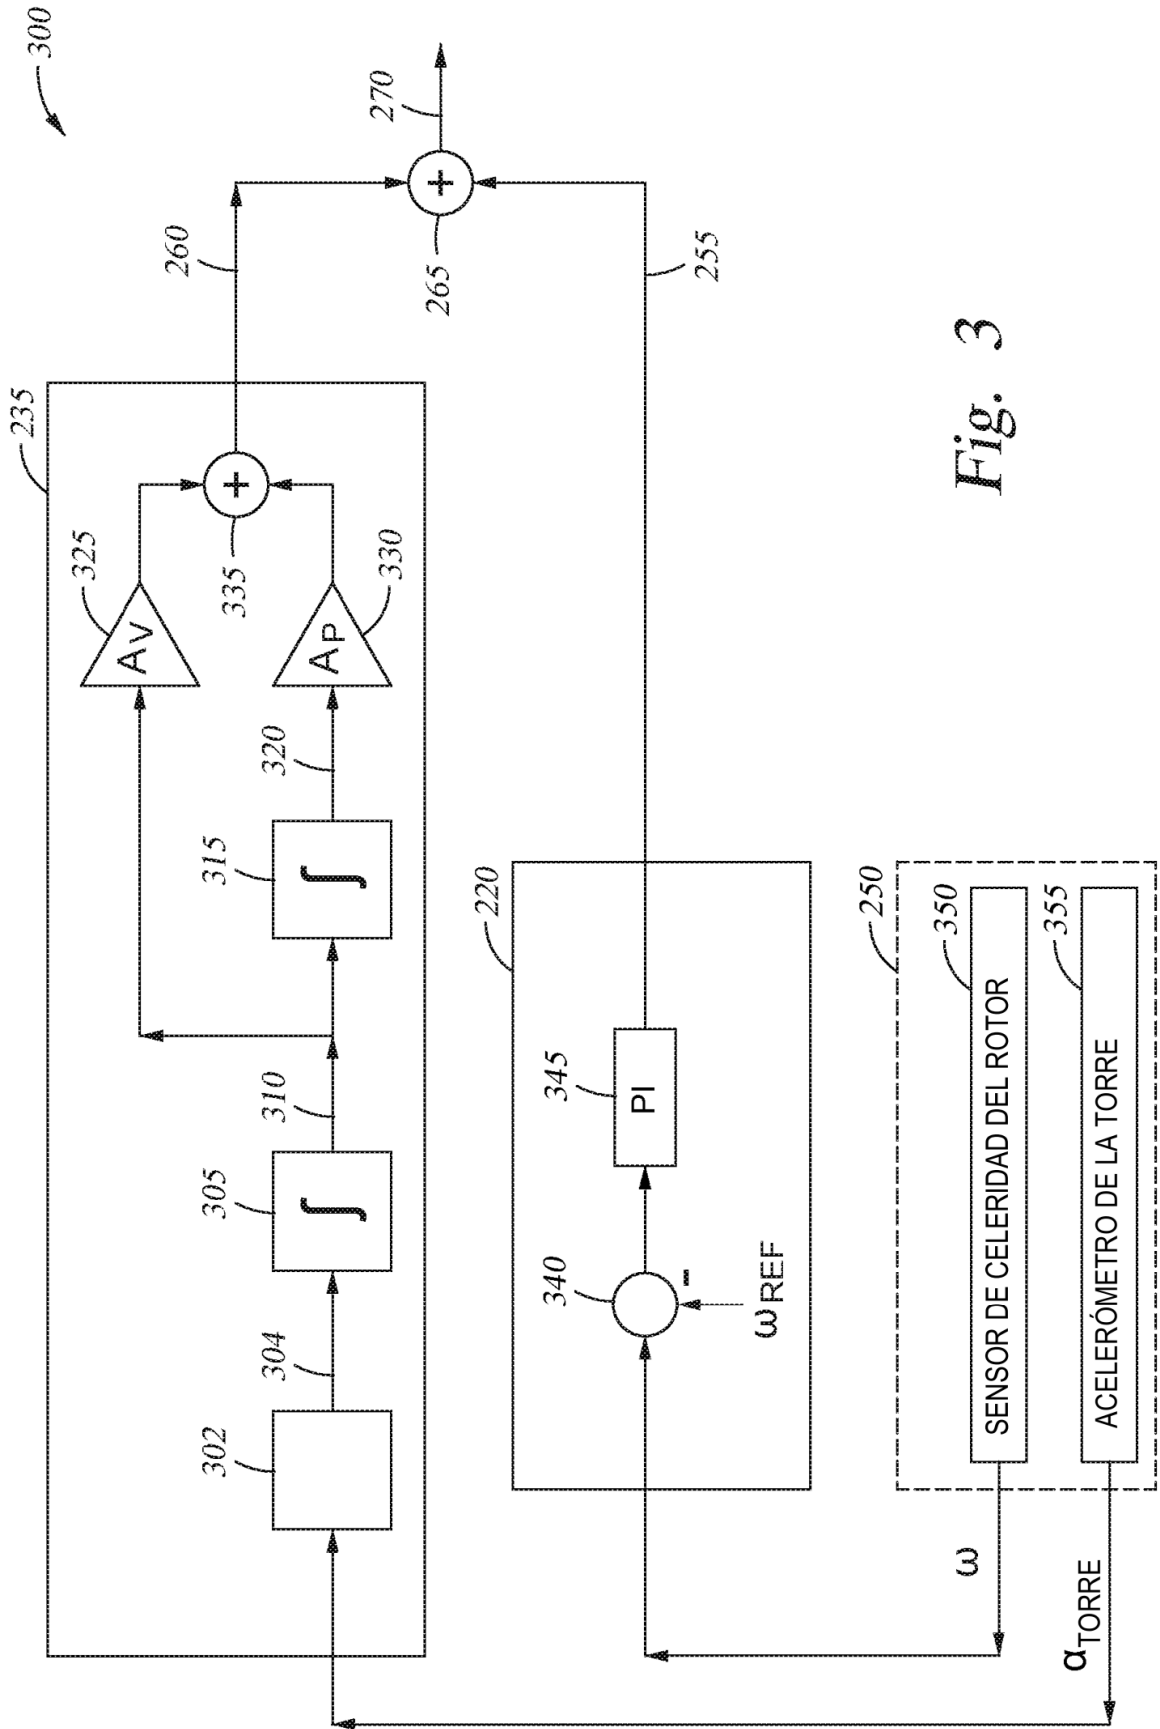 300
235
325
AV
335
260
270
265
302
304
305
∫
310
315
∫
320
AP
330
220
340
ωREF
-
345
PI
255
250
350
SENSOR DE CELERIDAD DEL ROTOR
355
ACELERÓMETRO DE LA TORRE
ω
αTORRE
+
+
Fig. 3